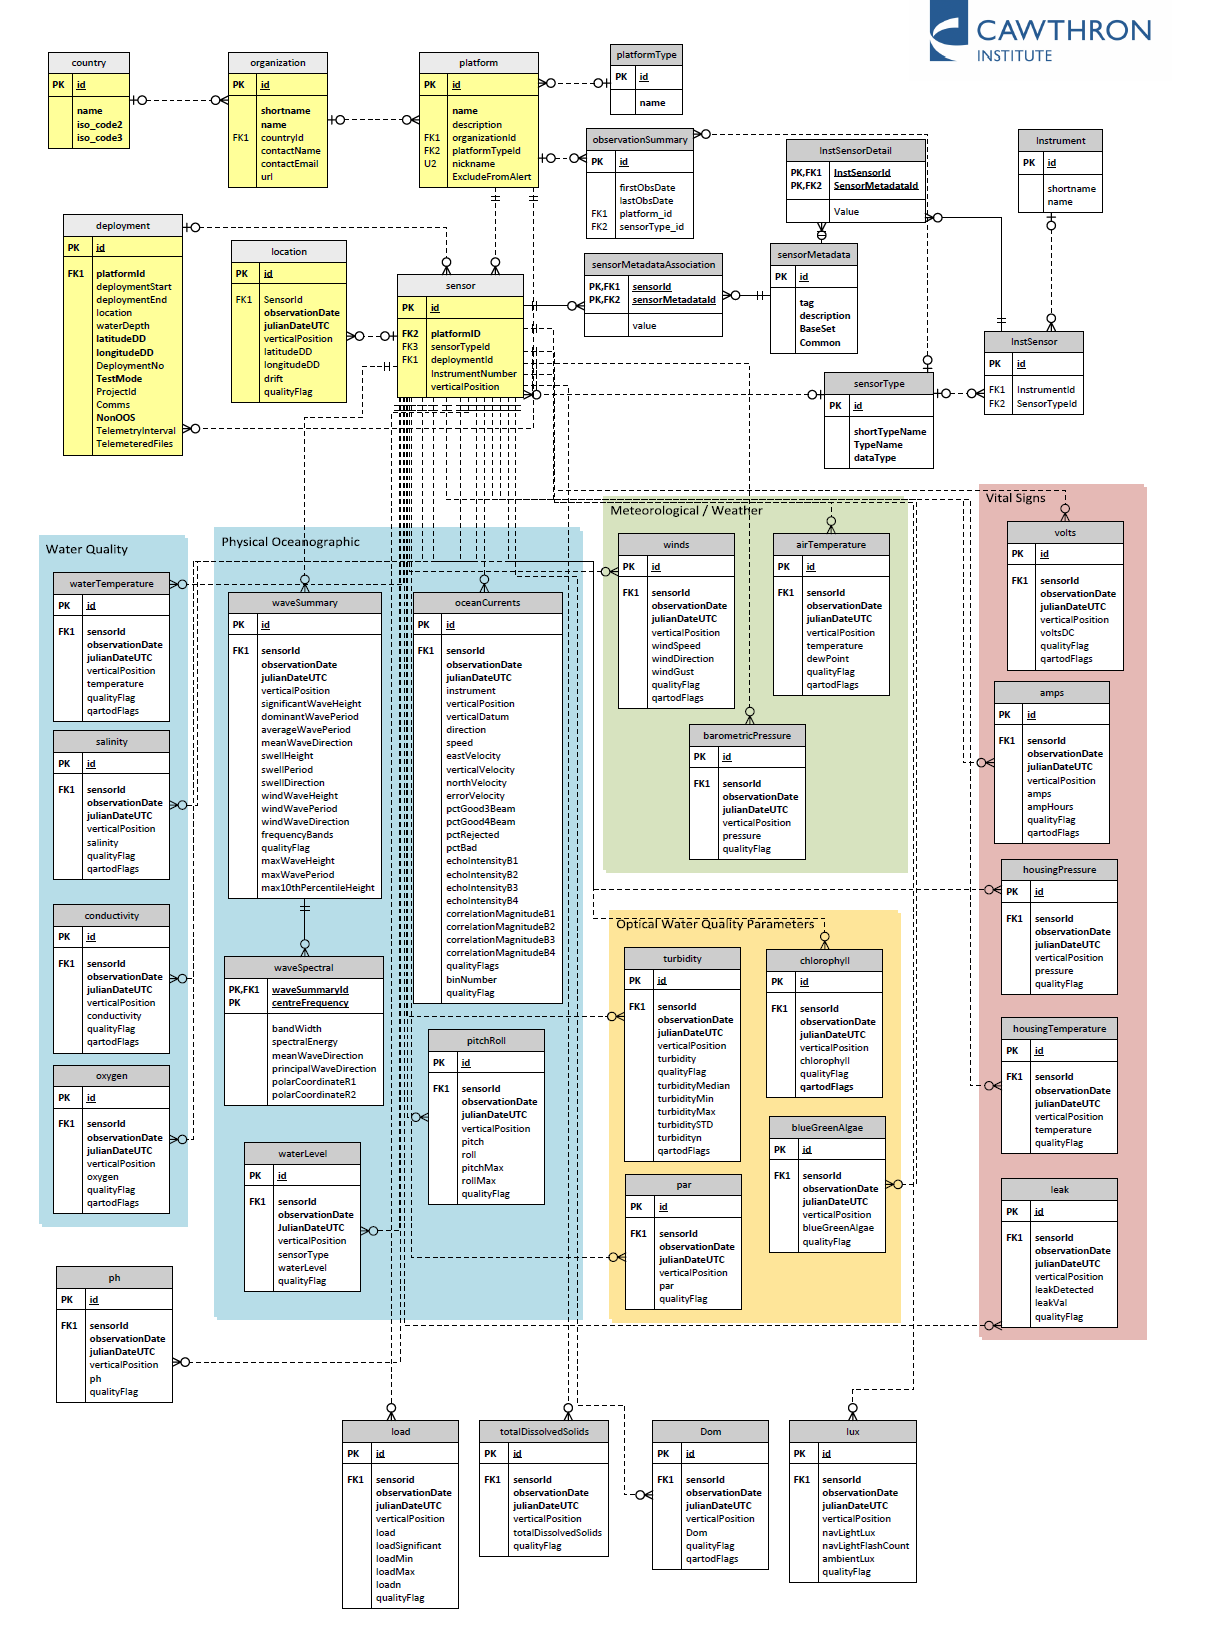 CAWTHRON
INSTITUTE
country
PK id
name
iso_code2
iso_code3
organization
PK id
shortname
name
FK1 countryId
contactName
contactEmail
url
platform
PK id
name
description
FK1 organizationId
FK2 platformTypeId
U2 nickname
ExcludeFromAlert
platformType
PK id
name
observationSummary
PK id
firstObsDate
lastObsDate
FK1 platform_id
FK2 sensorType_id
InstSensorDetail
PK,FK1 InstSensorId
PK,FK2 SensorMetadataId
Value
Instrument
PK id
shortname
name
deployment
PK id
FK1 platformId
deploymentStart
deploymentEnd
location
waterDepth
latitudeDD
longitudeDD
DeploymentNo
TestMode
ProjectId
Comms
NonOOS
TelemetryInterval
TelemeteredFiles
location
PK id
FK1 SensorId
observationDate
julianDateUTC
verticalPosition
latitudeDD
longitudeDD
drift
qualityFlag
sensor
PK id
FK2 platformID
FK3 sensorTypeId
FK1 deploymentId
InstrumentNumber
verticalPosition
sensorMetadataAssociation
PK,FK1 sensorId
PK,FK2 sensorMetadataId
value
sensorMetadata
PK id
tag
description
BaseSet
Common
InstSensor
PK id
FK1 InstrumentId
FK2 SensorTypeId
sensorType
PK id
shortTypeName
TypeName
dataType
Water Quality
waterTemperature
PK id
FK1 sensorId
observationDate
julianDateUTC
verticalPosition
temperature
qualityFlag
qartodFlags
salinity
PK id
FK1 sensorId
observationDate
julianDateUTC
verticalPosition
salinity
qualityFlag
qartodFlags
conductivity
PK id
FK1 sensorId
observationDate
julianDateUTC
verticalPosition
conductivity
qualityFlag
qartodFlags
oxygen
PK id
FK1 sensorId
observationDate
julianDateUTC
verticalPosition
oxygen
qualityFlag
qartodFlags
ph
PK id
FK1 sensorId
observationDate
julianDateUTC
verticalPosition
ph
qualityFlag
Physical Oceanographic
waveSummary
PK id
FK1 sensorId
observationDate
julianDateUTC
verticalPosition
significantWaveHeight
dominantWavePeriod
averageWavePeriod
meanWaveDirection
swellHeight
swellPeriod
swellDirection
windWaveHeight
windWavePeriod
windWaveDirection
frequencyBands
qualityFlag
maxWaveHeight
maxWavePeriod
max10thPercentileHeight
waveSpectral
PK,FK1 waveSummaryId
PK centreFrequency
bandWidth
spectralEnergy
meanWaveDirection
principalWaveDirection
polarCoordinateR1
polarCoordinateR2
waterLevel
PK id
FK1 sensorId
observationDate
JulianDateUTC
verticalPosition
sensorType
waterLevel
qualityFlag
oceanCurrents
PK id
FK1 sensorId
observationDate
julianDateUTC
instrument
verticalPosition
verticalDatum
direction
speed
eastVelocity
verticalVelocity
northVelocity
errorVelocity
pctGood3Beam
pctGood4Beam
pctRejected
pctBad
echoIntensityB1
echoIntensityB2
echoIntensityB3
echoIntensityB4
correlationMagnitudeB1
correlationMagnitudeB2
correlationMagnitudeB3
correlationMagnitudeB4
qualityFlags
binNumber
qualityFlag
pitchRoll
PK id
FK1 sensorId
observationDate
julianDateUTC
verticalPosition
pitch
roll
pitchMax
rollMax
qualityFlag
Meteorological / Weather
winds
PK id
FK1 sensorId
observationDate
julianDateUTC
verticalPosition
windSpeed
windDirection
windGust
qualityFlag
qartodFlags
airTemperature
PK id
FK1 sensorId
observationDate
julianDateUTC
verticalPosition
temperature
dewPoint
qualityFlag
qartodFlags
barometricPressure
PK id
FK1 sensorId
observationDate
julianDateUTC
verticalPosition
pressure
qualityFlag
Optical Water Quality Parameters
turbidity
PK id
FK1 sensorId
observationDate
julianDateUTC
verticalPosition
turbidity
qualityFlag
turbidityMedian
turbidityMin
turbidityMax
turbiditySTD
turbidityn
qartodFlags
chlorophyll
PK id
FK1 sensorId
observationDate
julianDateUTC
verticalPosition
chlorophyll
qualityFlag
qartodFlags
blueGreenAlgae
PK id
FK1 sensorId
observationDate
julianDateUTC
verticalPosition
blueGreenAlgae
qualityFlag
par
PK id
FK1 sensorId
observationDate
julianDateUTC
verticalPosition
par
qualityFlag
Vital Signs
volts
PK id
FK1 sensorId
observationDate
julianDateUTC
verticalPosition
voltsDC
qualityFlag
qartodFlags
amps
PK id
FK1 sensorId
observationDate
julianDateUTC
verticalPosition
amps
ampHours
qualityFlag
qartodFlags
housingPressure
PK id
FK1 sensorId
observationDate
julianDateUTC
verticalPosition
pressure
qualityFlag
housingTemperature
PK id
FK1 sensorId
observationDate
julianDateUTC
verticalPosition
temperature
qualityFlag
leak
PK id
FK1 sensorId
observationDate
julianDateUTC
verticalPosition
leakDetected
leakVal
qualityFlag
load
PK id
FK1 sensorid
observationDate
julianDateUTC
verticalPosition
load
loadSignificant
loadMin
loadMax
loadn
qualityFlag
totalDissolvedSolids
PK id
FK1 sensorId
observationDate
julianDateUTC
verticalPosition
totalDissolvedSolids
qualityFlag
Dom
PK id
FK1 sensorId
observationDate
julianDateUTC
verticalPosition
Dom
qualityFlag
qartodFlags
lux
PK id
FK1 sensorId
observationDate
julianDateUTC
verticalPosition
navLightLux
navLightFlashCount
ambientLux
qualityFlag